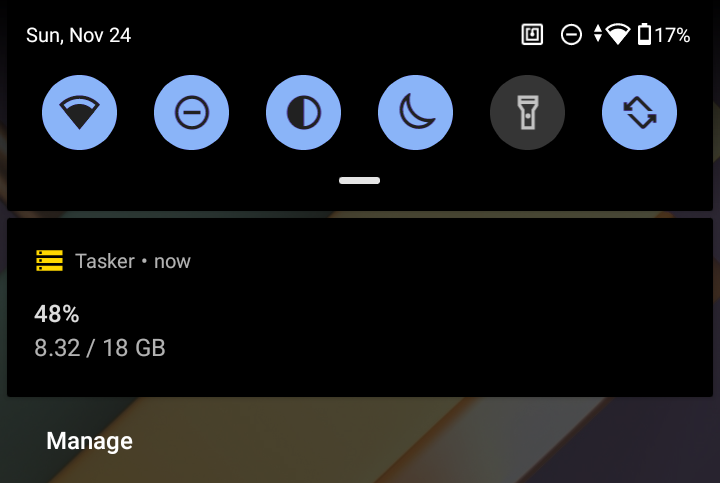 Sun, Nov 24
17%
Tasker • now
48%
8.32 / 18 GB
Manage